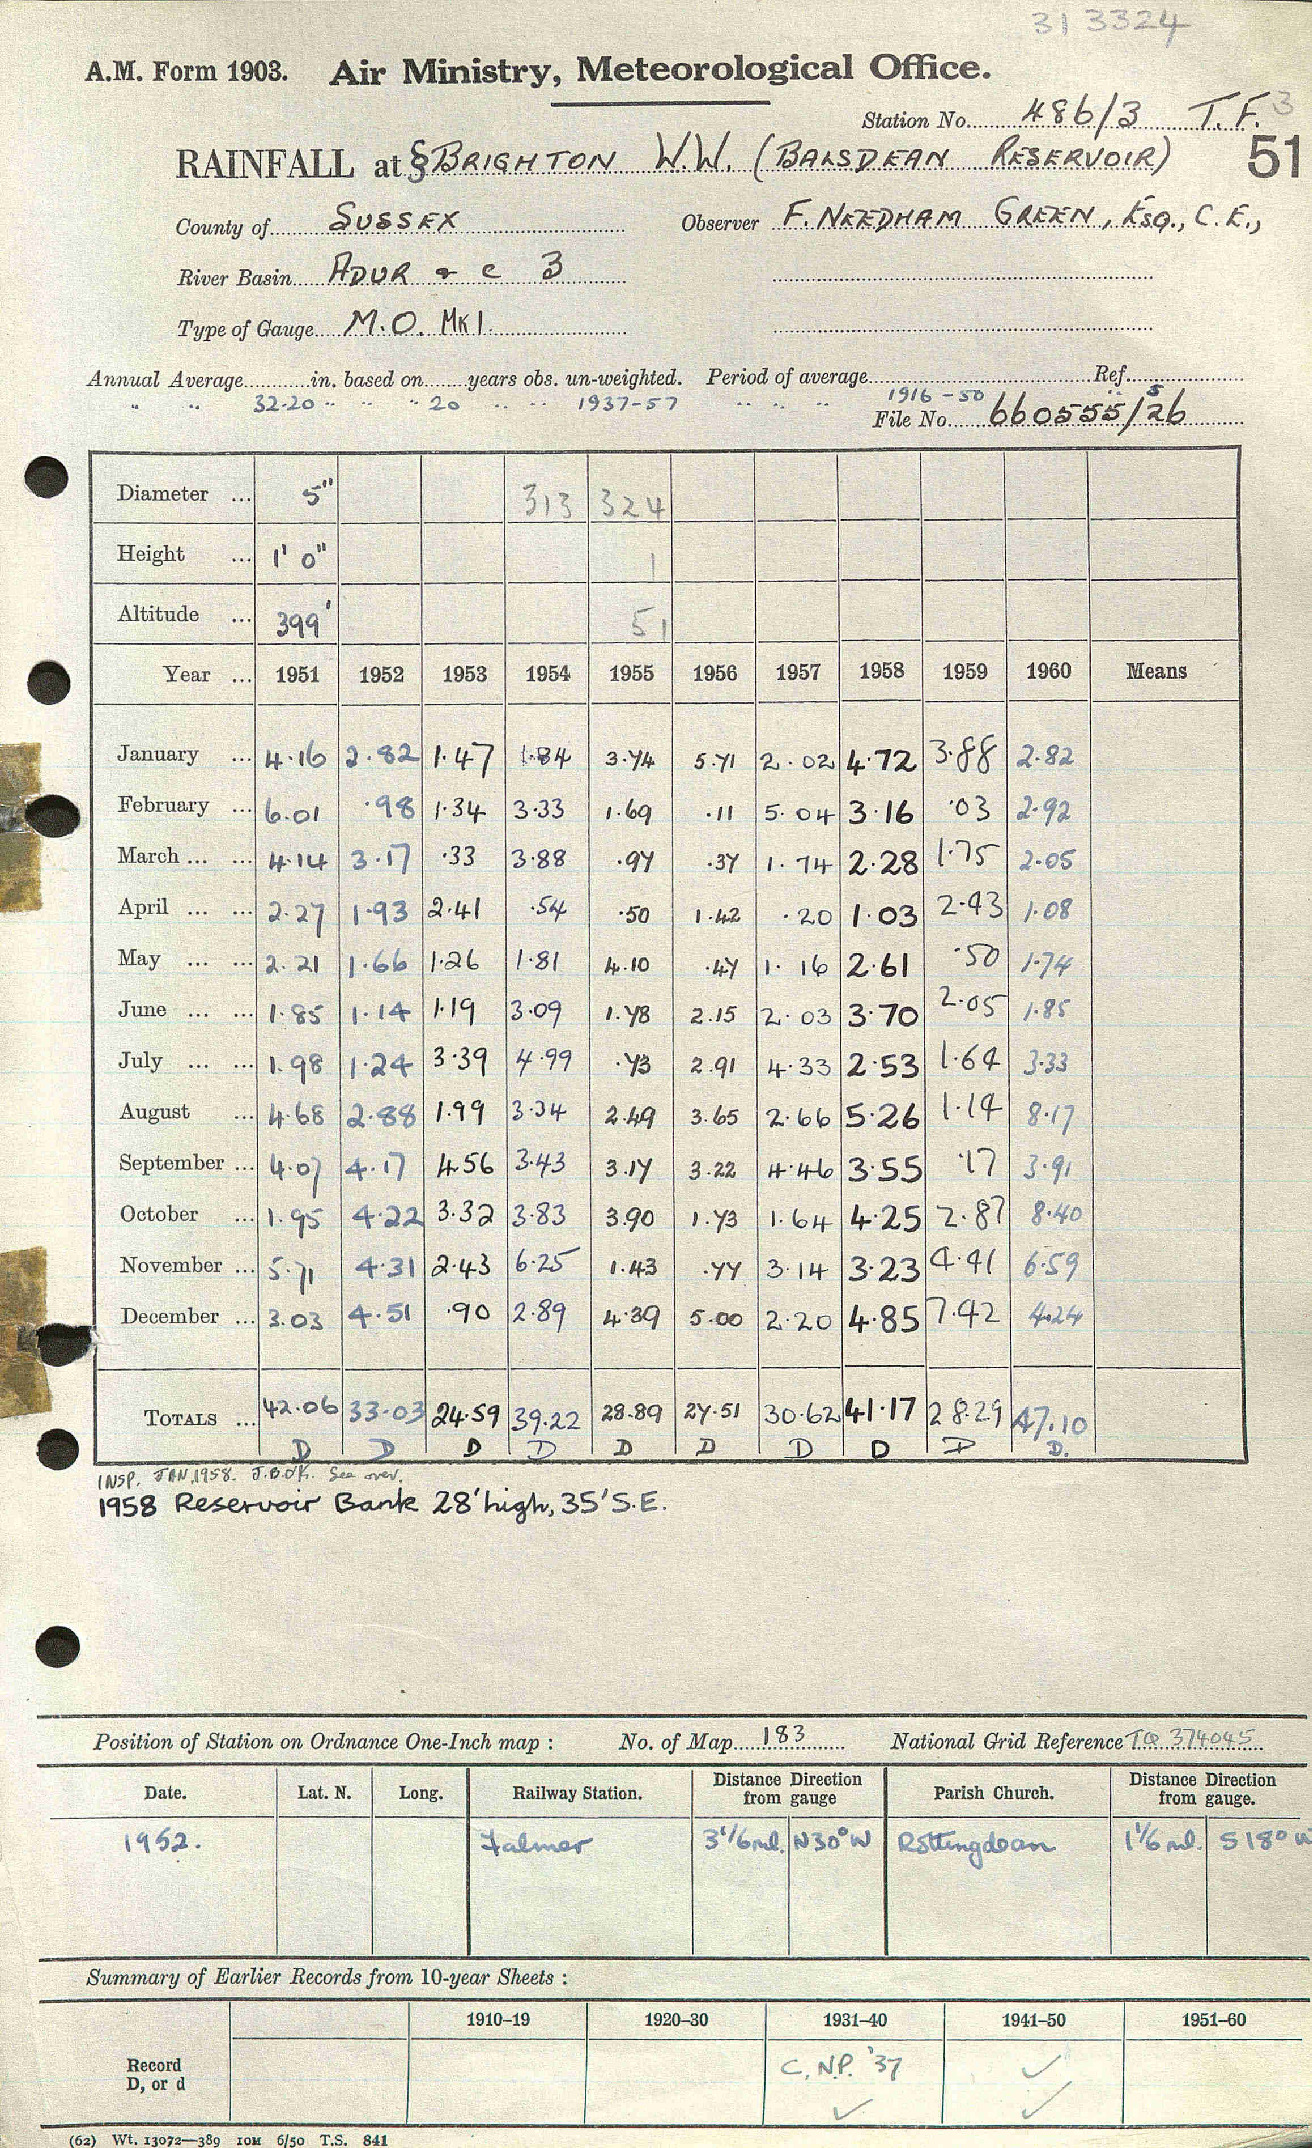 31 3324
A.M. Form 1903. Air Ministry, Meteorological Office.
Station No. 486/3 T.F. 3
RAINFALL at § BRIGHTON W.W. (BALSDEAN RESERVOIR) 51
County of SUSSEX Observer F. NEEDHAM GREEN, Esq., C.E.,
River Basin ADUR & c 3
Type of Gauge M.O. Mk1
Annual Average in. based on years obs. un-weighted. Period of average Ref.
" " 32.20 " " " 20 " " " 1937-57 " " " 1916-50 " 5
File No. 660555/26
Diameter ... 5" 313 324
Height ... 1' 0" 1
Altitude ... 399' 51
Year ... 1951 1952 1953 1954 1955 1956 1957 1958 1959 1960 Means
January ... 4.16 2.82 1.47 1.84 3.74 5.71 2.02 4.72 3.88 2.82
February ... 6.01 .98 1.34 3.33 1.69 .11 5.04 3.16 .03 2.92
March ... ... 4.14 3.17 .33 3.88 .97 .37 1.74 2.28 1.75 2.05
April ... ... 2.27 1.93 2.41 .54 .50 1.42 .20 1.03 2.43 1.08
May ... ... 2.21 1.66 1.26 1.81 4.10 .47 1.16 2.61 .50 1.74
June ... ... 1.85 1.14 1.19 3.09 1.78 2.15 2.03 3.70 2.05 1.85
July ... ... 1.98 1.24 3.39 4.99 .73 2.91 4.33 2.53 1.64 3.33
August ... 4.68 2.88 1.99 3.34 2.49 3.65 2.66 5.26 1.14 8.17
September ... 4.07 4.17 4.56 3.43 3.17 3.22 4.46 3.55 .17 3.91
October ... 1.95 4.22 3.32 3.83 3.90 1.73 1.64 4.25 2.87 8.40
November ... 5.71 4.31 2.43 6.25 1.43 .77 3.14 3.23 4.41 6.59
December ... 3.03 4.51 .90 2.89 4.39 5.00 2.20 4.85 7.42 4.24
TOTALS ... 42.06 33.03 24.59 39.22 28.89 27.51 30.62 41.17 28.29 47.10
D D D D D D D D D D.
INSP. JAN, 1958. J.B. OK. See over.
1958 Reservoir Bank 28' high, 35' S.E.
Position of Station on Ordnance One-Inch map : No. of Map 183 National Grid Reference TQ 374045
Date. Lat. N. Long. Railway Station. Distance Direction from gauge Parish Church. Distance Direction from gauge.
1952. Falmer 3 1/6 ml. N30°W Rottingdean 1 1/6 ml. S18°W
Summary of Earlier Records from 10-year Sheets :
1910–19 1920–30 1931–40 1941–50 1951–60
Record C.N.P. '37 ✓
D, or d ✓ ✓
(62) Wt. 13072—389 10M 6/50 T.S. 841